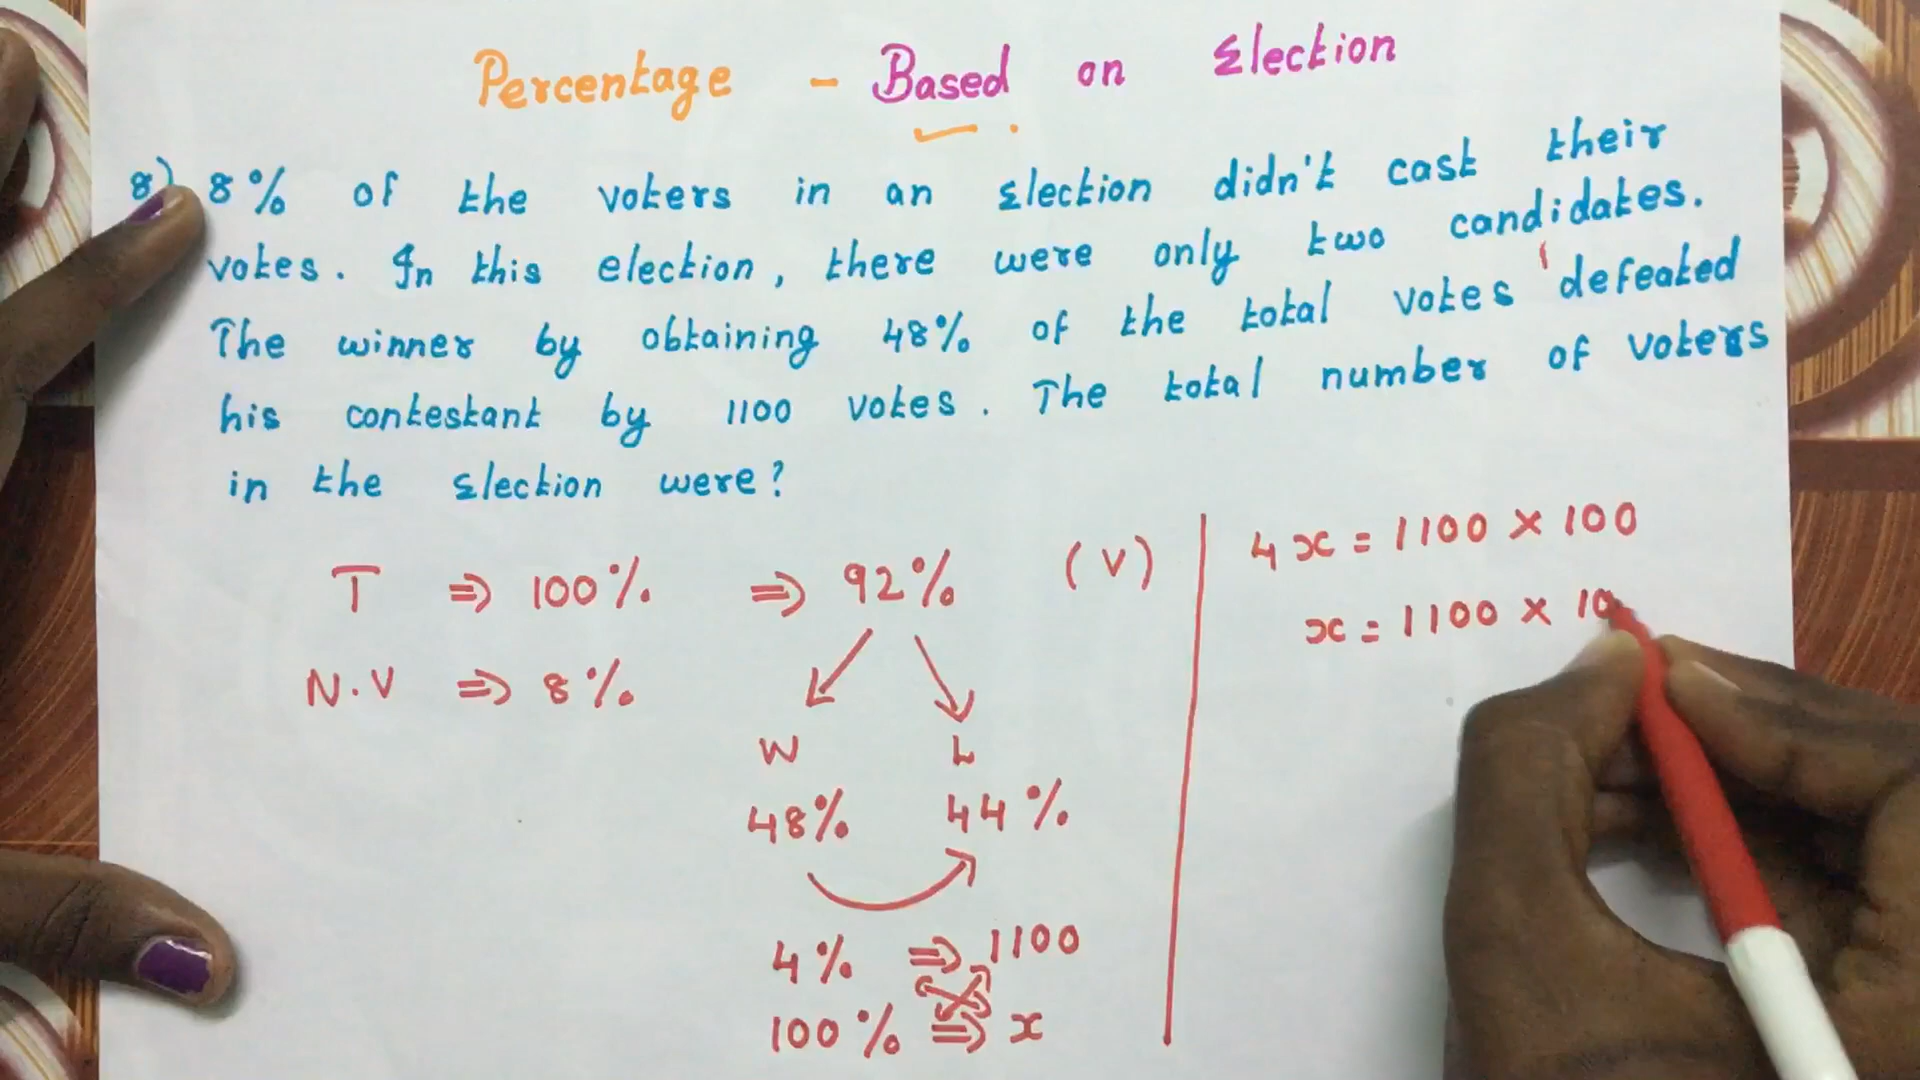 Percentage - Based on Election
8) 8% of the voters in an Election didn't cast their
votes. In this election, there were only two candidates.
The winner by obtaining 48% of the total votes defeated
his contestant by 1100 votes. The total number of voters
in the Election were?
T ⇒ 100% ⇒ 92% (V)
N.V ⇒ 8%
W L
48% 44%
4% ⇒ 1100
100% ⇒ x
4x = 1100 × 100
x = 1100 × 10